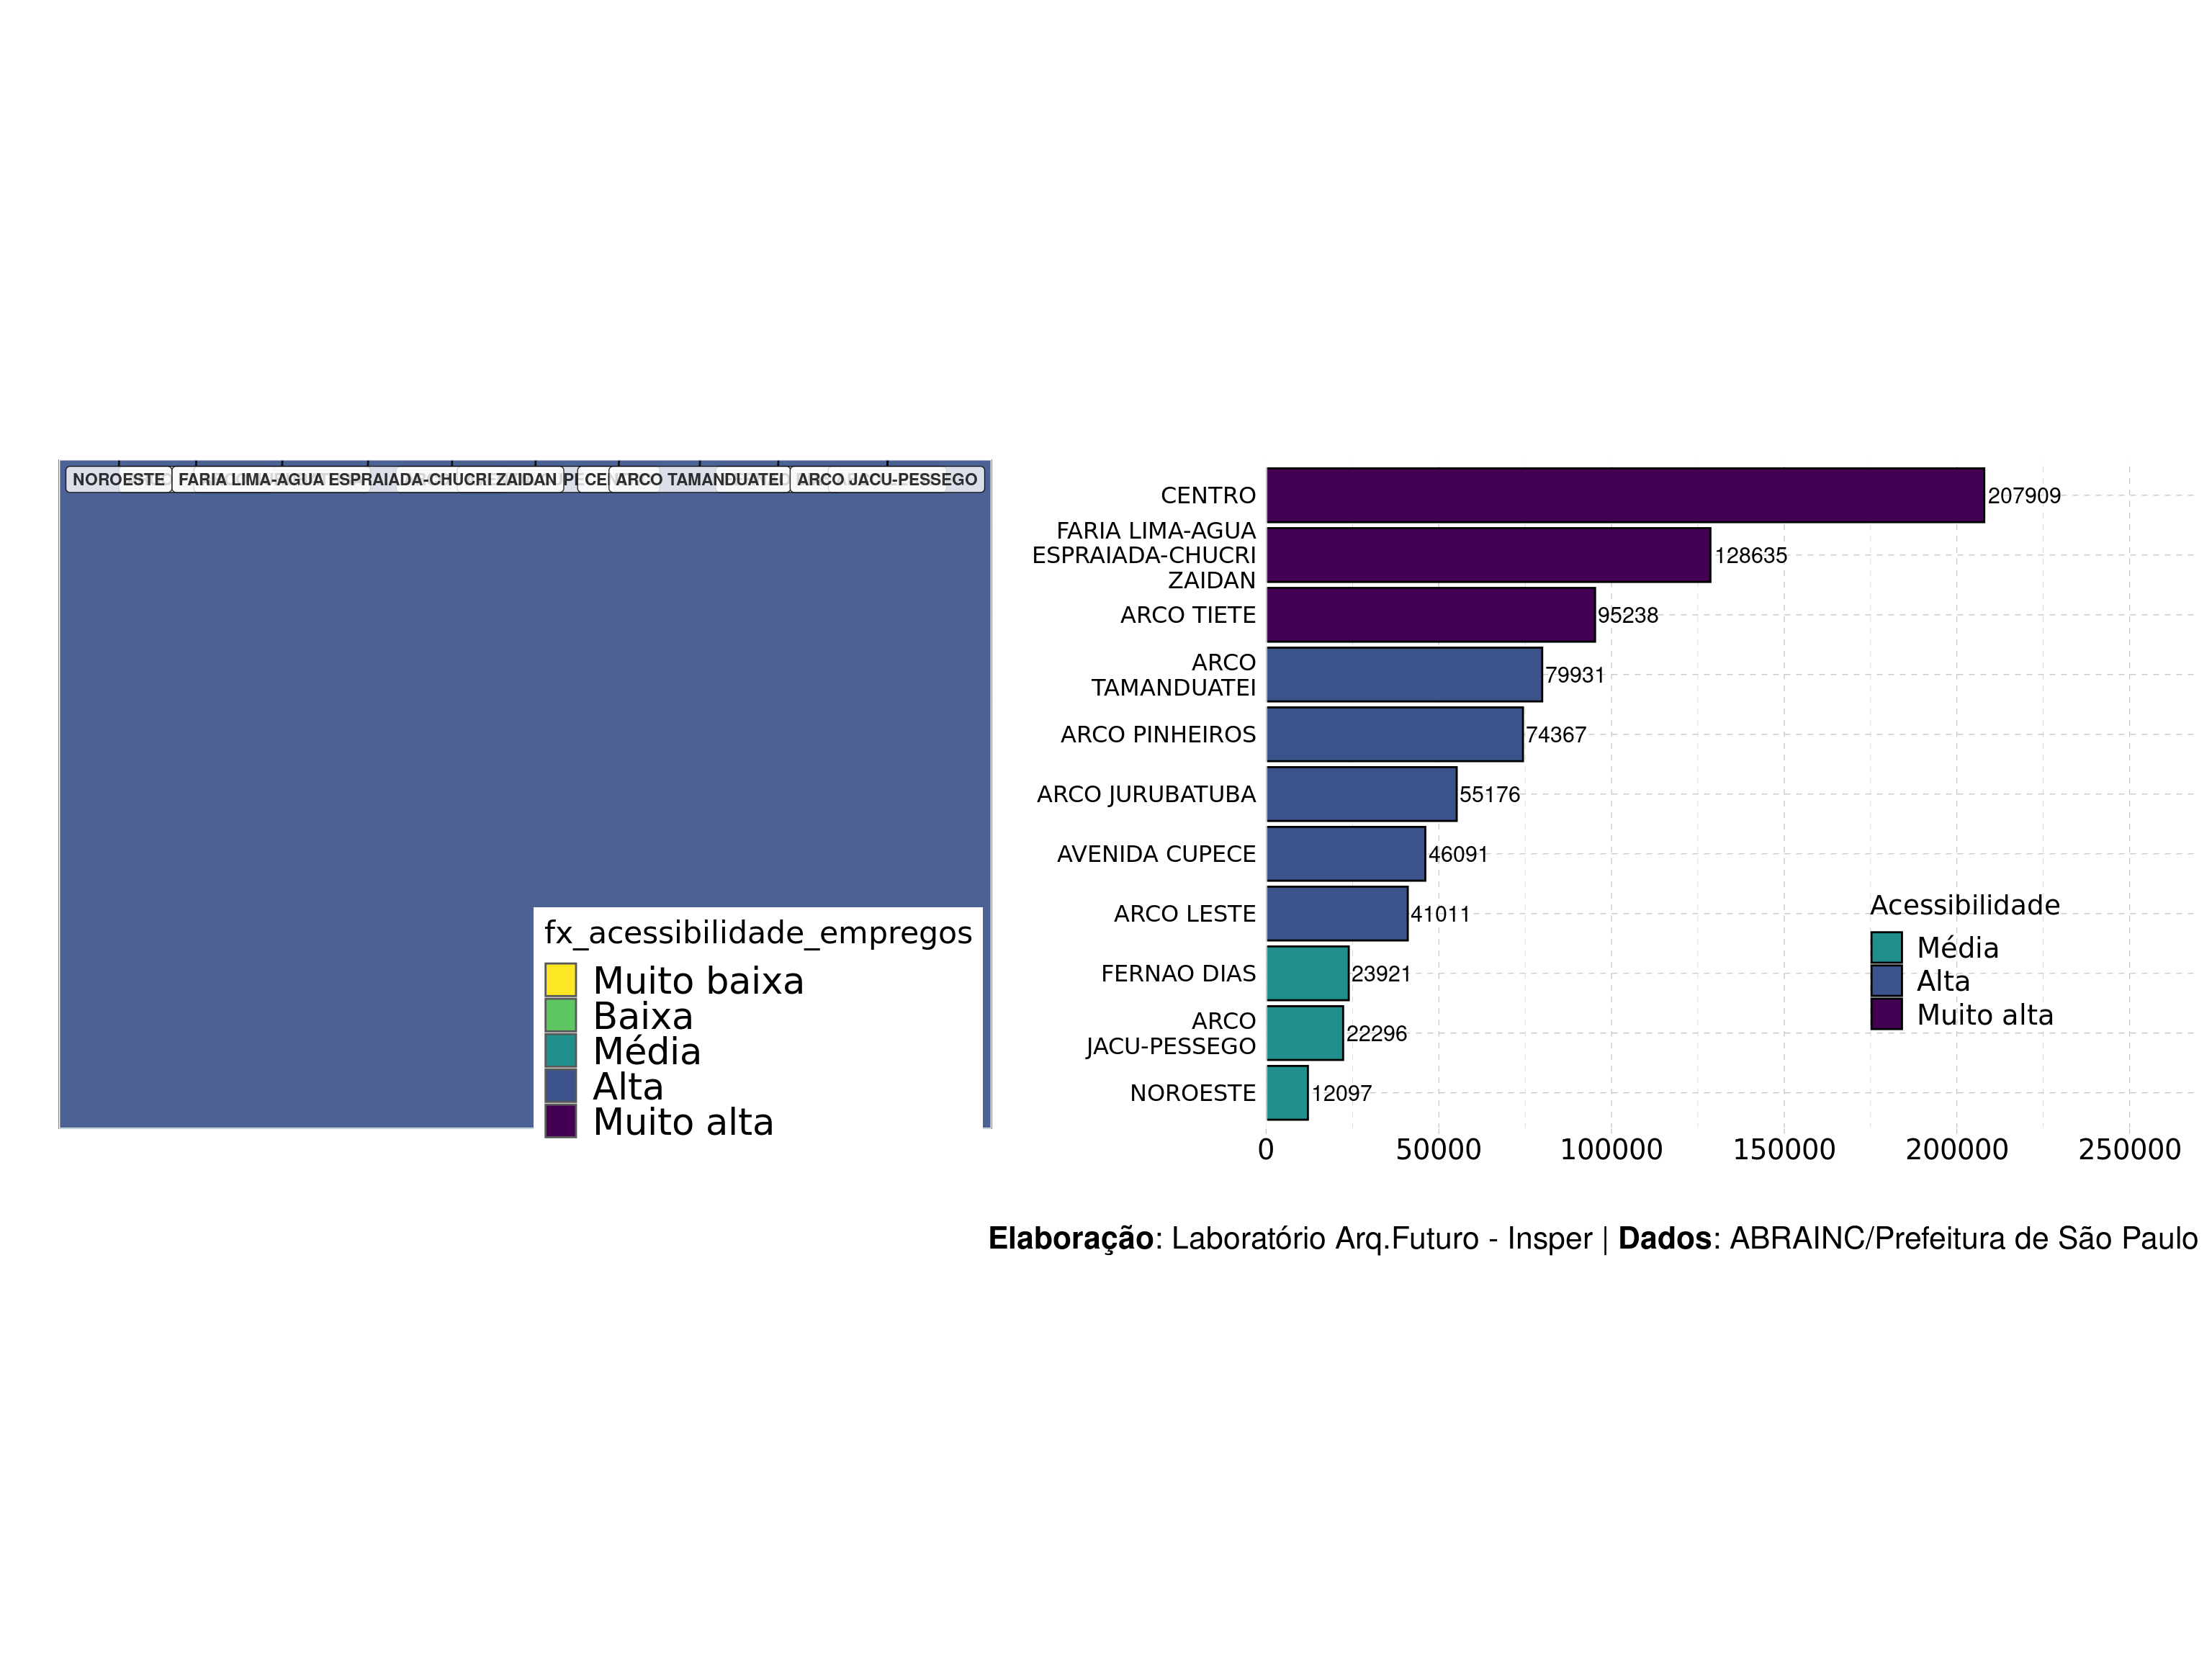 NOROESTE
FARIA LIMA-AGUA ESPRAIADA-CHUCRI ZAIDAN
ARCO TAMANDUATEI
ARCO JACU-PESSEGO
fx_acessibilidade_empregos
Muito baixa
Baixa
Média
Alta
Muito alta
CENTRO
207909
FARIA LIMA-AGUA
ESPRAIADA-CHUCRI
ZAIDAN
128635
ARCO TIETE
95238
ARCO
TAMANDUATEI
79931
ARCO PINHEIROS
74367
ARCO JURUBATUBA
55176
AVENIDA CUPECE
46091
ARCO LESTE
41011
FERNAO DIAS
23921
ARCO
JACU-PESSEGO
22296
NOROESTE
12097
Acessibilidade
Média
Alta
Muito alta
0 50000 100000 150000 200000 250000
Elaboração: Laboratório Arq.Futuro - Insper | Dados: ABRAINC/Prefeitura de São Paulo